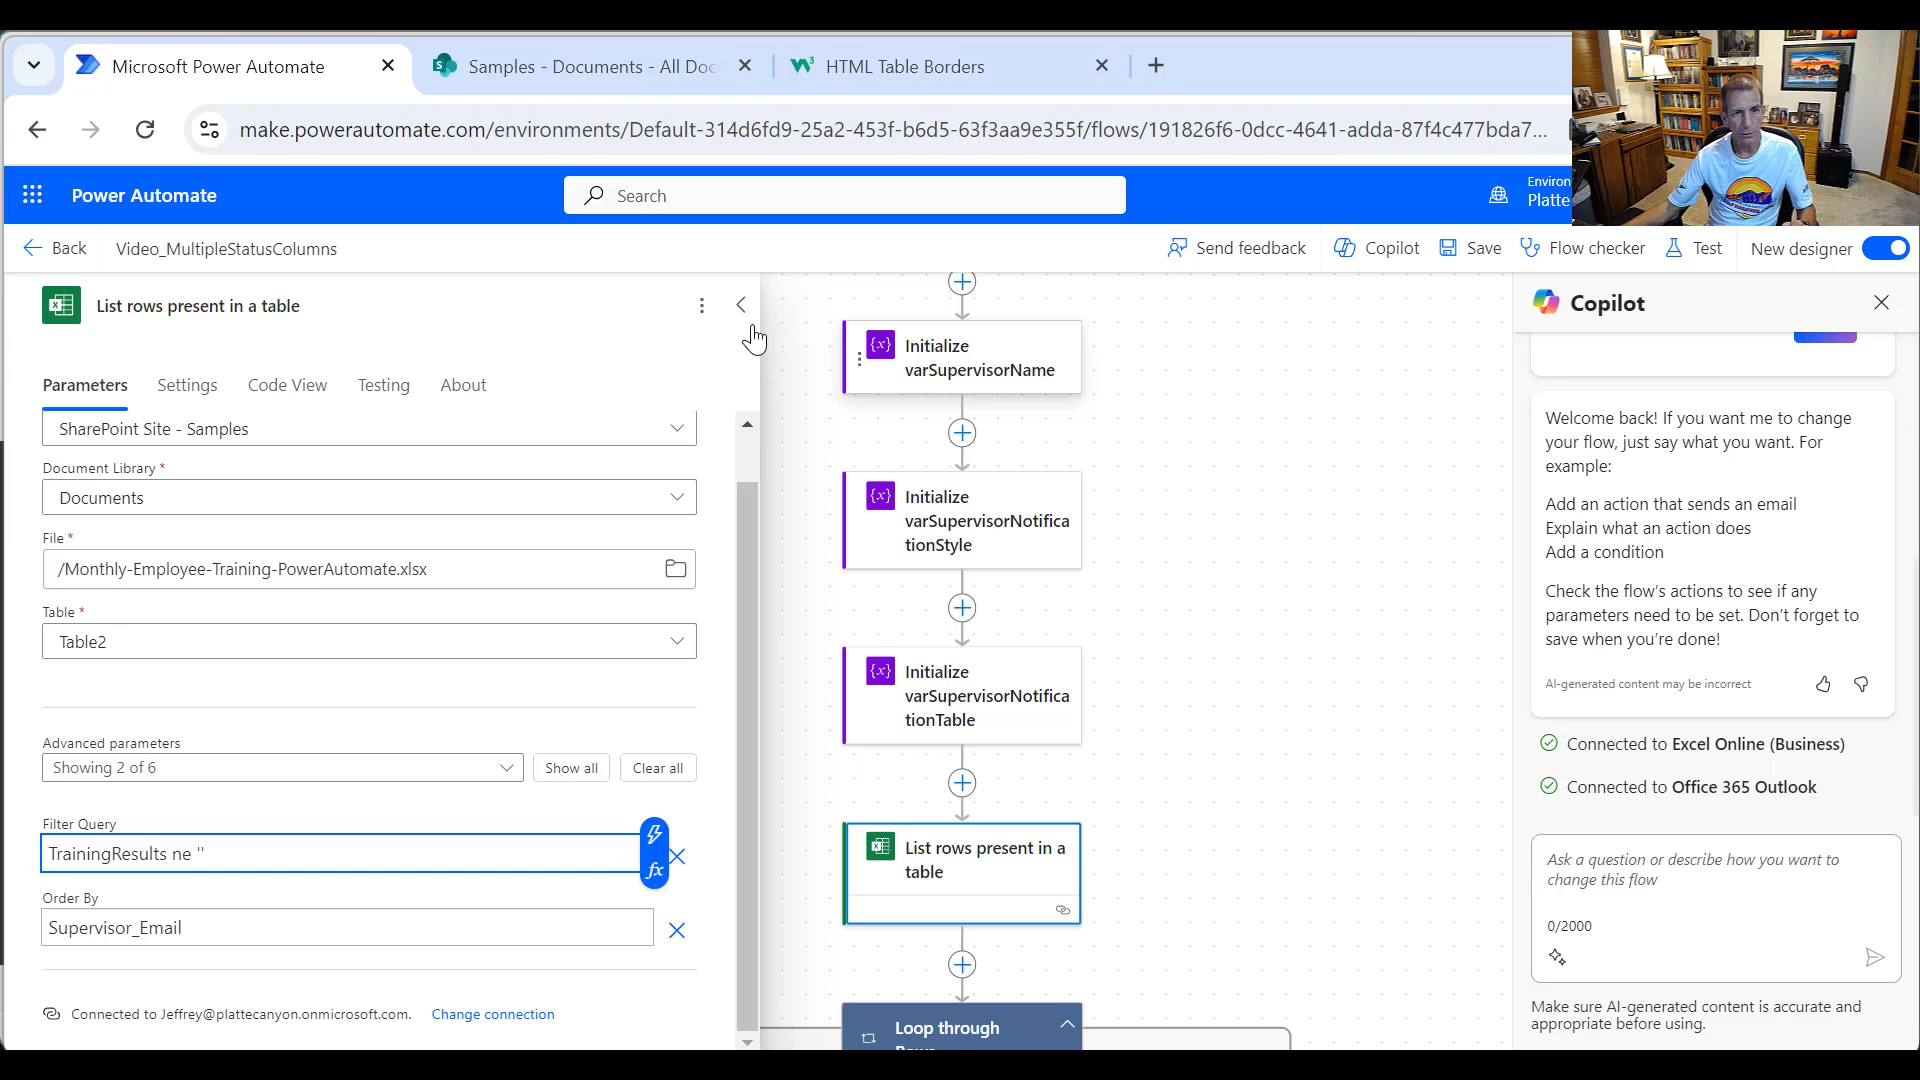 Microsoft Power Automate
Samples - Documents - All Doc
HTML Table Borders
make.powerautomate.com/environments/Default-314d6fd9-25a2-453f-b6d5-63f3aa9e355f/flows/191826f6-0dcc-4641-adda-87f4c477bda7...
Power Automate
Search
Environ
Platte
Back
Video_MultipleStatusColumns
Send feedback
Copilot
Save
Flow checker
Test
New designer
List rows present in a table
Parameters
Settings
Code View
Testing
About
SharePoint Site - Samples
Document Library *
Documents
File *
/Monthly-Employee-Training-PowerAutomate.xlsx
Table *
Table2
Advanced parameters
Showing 2 of 6
Show all
Clear all
Filter Query
TrainingResults ne ''
fx
Order By
Supervisor_Email
Connected to Jeffrey@plattecanyon.onmicrosoft.com.
Change connection
{x}
Initialize
varSupervisorName
{x}
Initialize
varSupervisorNotifica
tionStyle
{x}
Initialize
varSupervisorNotifica
tionTable
List rows present in a
table
Loop through
Copilot
Welcome back! If you want me to change
your flow, just say what you want. For
example:
Add an action that sends an email
Explain what an action does
Add a condition
Check the flow's actions to see if any
parameters need to be set. Don't forget to
save when you're done!
AI-generated content may be incorrect
Connected to Excel Online (Business)
Connected to Office 365 Outlook
Ask a question or describe how you want to
change this flow
0/2000
Make sure AI-generated content is accurate and
appropriate before using.